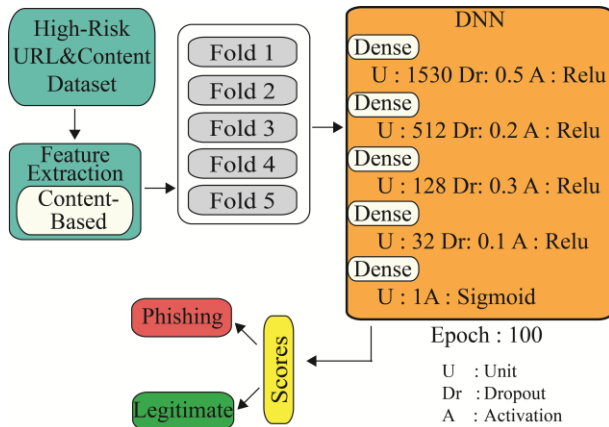 High-Risk
URL&Content
Dataset
Feature
Extraction
Content-
Based
Fold 1
Fold 2
Fold 3
Fold 4
Fold 5
DNN
Dense
U : 1530 Dr: 0.5 A : Relu
Dense
U : 512 Dr: 0.2 A : Relu
Dense
U : 128 Dr: 0.3 A : Relu
Dense
U : 32 Dr: 0.1 A : Relu
Dense
U : 1A : Sigmoid
Epoch : 100
U : Unit
Dr : Dropout
A : Activation
Scores
Phishing
Legitimate